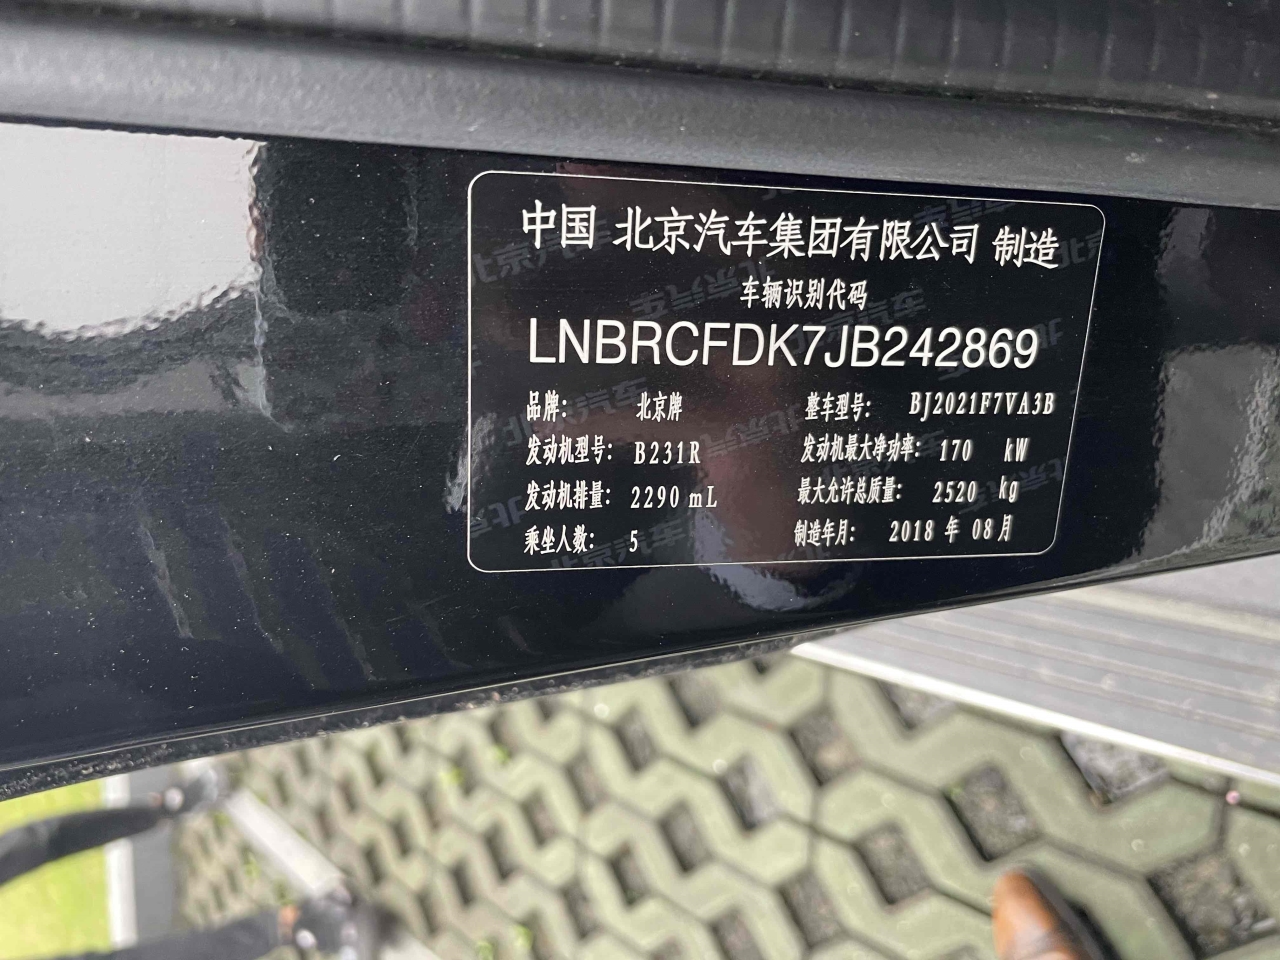 中国 北京汽车集团有限公司 制造
车辆识别代码
LNBRCFDK7JB242869
品牌： 北京牌 整车型号： BJ2021F7VA3B
发动机型号： B231R 发动机最大净功率： 170 kW
发动机排量： 2290 mL 最大允许总质量： 2520 kg
乘坐人数： 5 制造年月： 2018 年 08 月